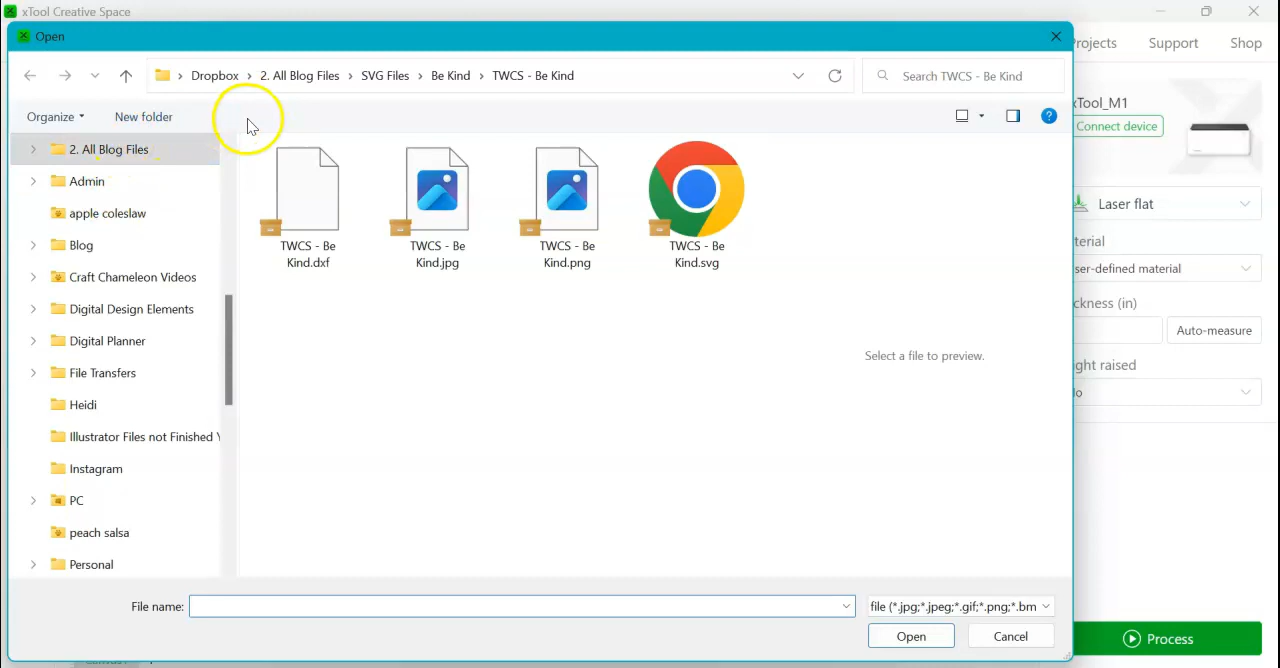 xTool Creative Space
Open
Projects Support Shop
Dropbox > 2. All Blog Files > SVG Files > Be Kind > TWCS - Be Kind
Search TWCS - Be Kind
Organize New folder
xTool_M1
Connect device
2. All Blog Files
Admin
apple coleslaw
Blog
Craft Chameleon Videos
Digital Design Elements
Digital Planner
File Transfers
Heidi
Illustrator Files not Finished Y
Instagram
PC
peach salsa
Personal
TWCS - Be
Kind.dxf
TWCS - Be
Kind.jpg
TWCS - Be
Kind.png
TWCS - Be
Kind.svg
Select a file to preview.
Laser flat
terial
ser-defined material
ckness (in)
Auto-measure
ght raised
lo
File name:
file (*.jpg;*.jpeg;*.gif;*.png;*.bm
Open Cancel
Process